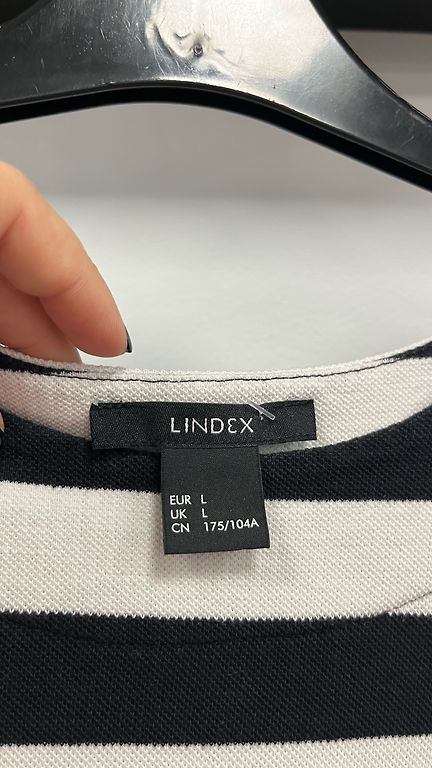 LINDEX
EUR L
UK L
CN 175/104A